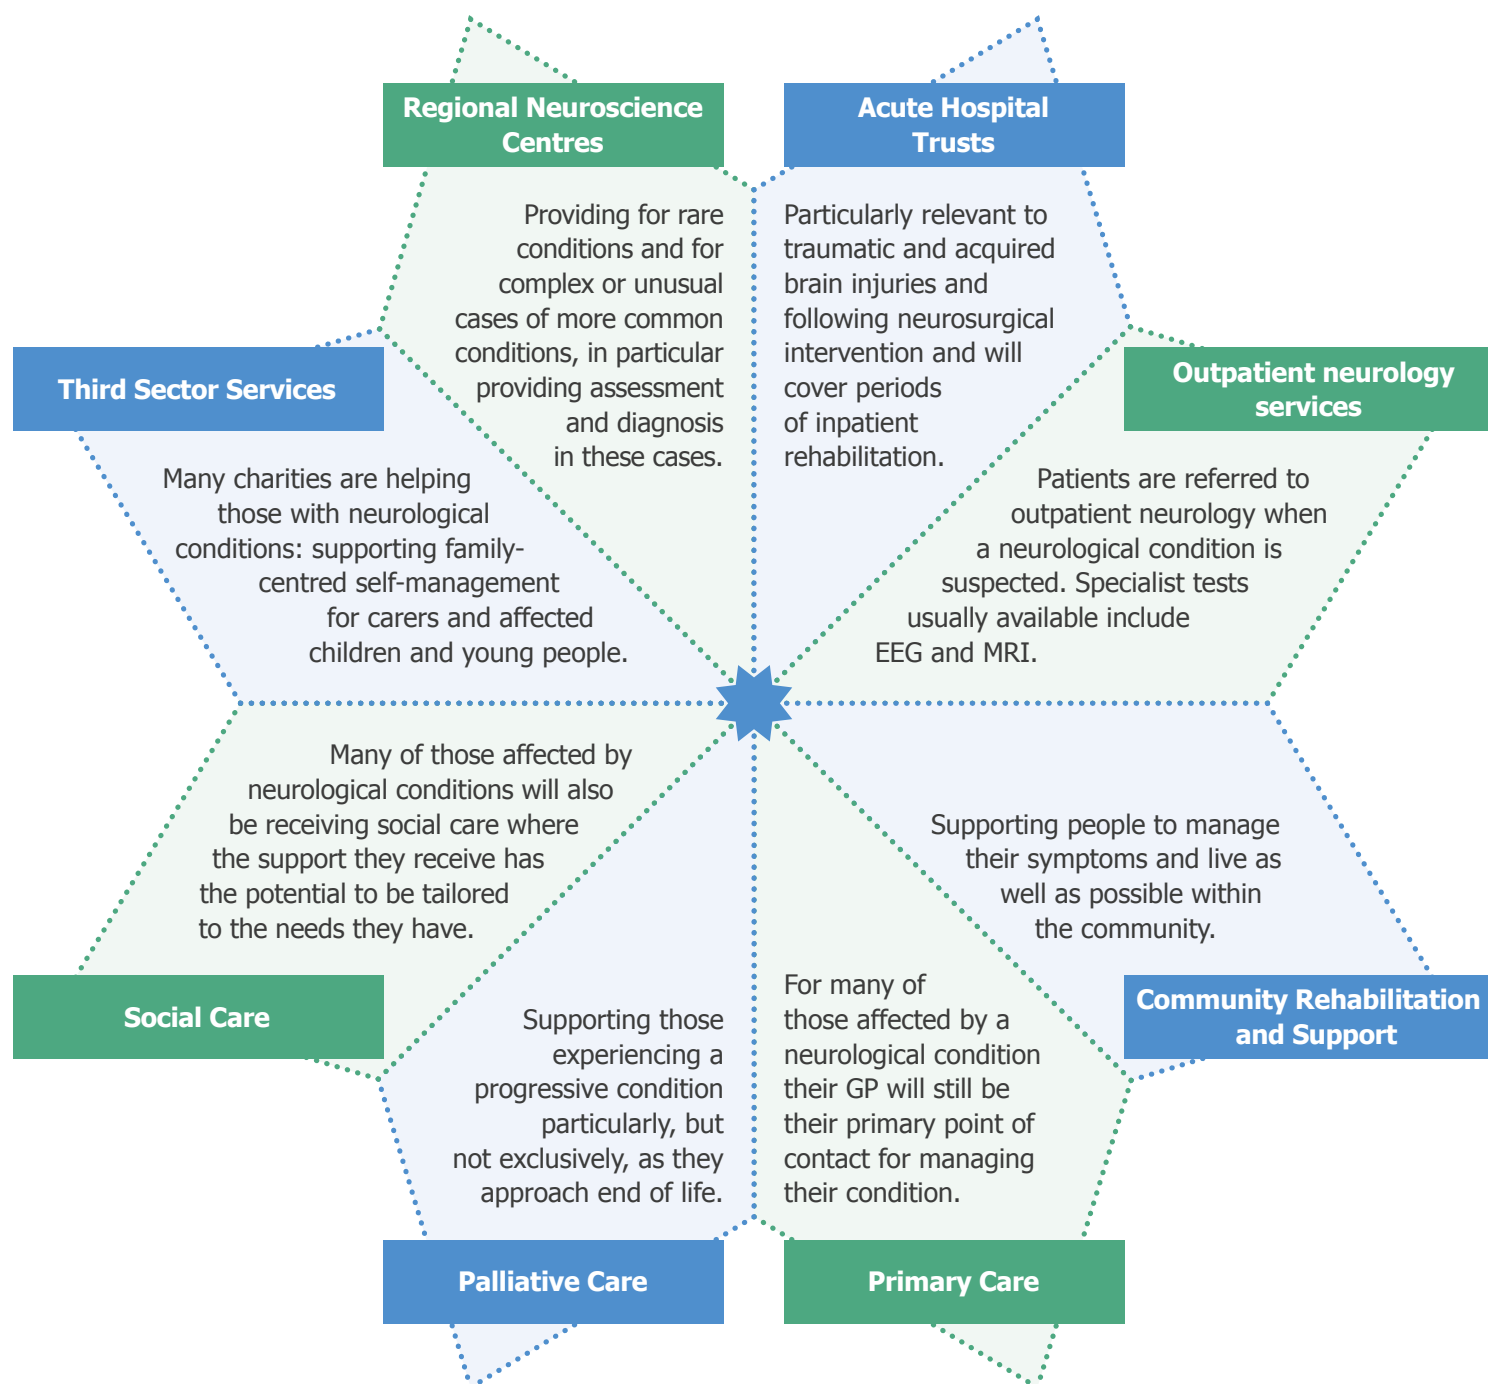 Regional Neuroscience
Centres
Providing for rare
conditions and for
complex or unusual
cases of more common
conditions, in particular
providing assessment
and diagnosis
in these cases.
Acute Hospital
Trusts
Particularly relevant to
traumatic and acquired
brain injuries and
following neurosurgical
intervention and will
cover periods
of inpatient
rehabilitation.
Third Sector Services
Many charities are helping
those with neurological
conditions: supporting family-
centred self-management
for carers and affected
children and young people.
Outpatient neurology
services
Patients are referred to
outpatient neurology when
a neurological condition is
suspected. Specialist tests
usually available include
EEG and MRI.
Many of those affected by
neurological conditions will also
be receiving social care where
the support they receive has
the potential to be tailored
to the needs they have.
Social Care
Supporting people to manage
their symptoms and live as
well as possible within
the community.
Community Rehabilitation
and Support
Supporting those
experiencing a
progressive condition
particularly, but
not exclusively, as they
approach end of life.
Palliative Care
For many of
those affected by a
neurological condition
their GP will still be
their primary point of
contact for managing
their condition.
Primary Care